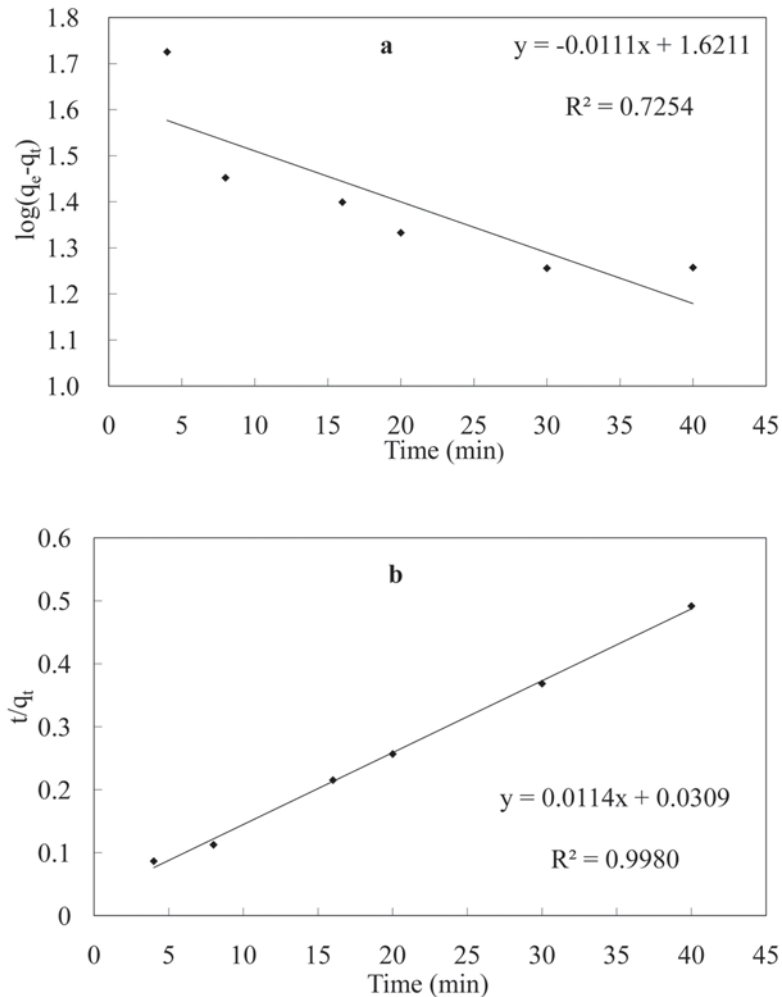 1.8
a
y = -0.0111x + 1.6211
1.7
R² = 0.7254
1.6
1.5
log(qₑ-qₜ)
1.4
1.3
1.2
1.1
1.0
0 5 10 15 20 25 30 35 40 45
Time (min)
0.6
b
0.5
0.4
t/qₜ
0.3
0.2
y = 0.0114x + 0.0309
0.1
R² = 0.9980
0
0 5 10 15 20 25 30 35 40 45
Time (min)